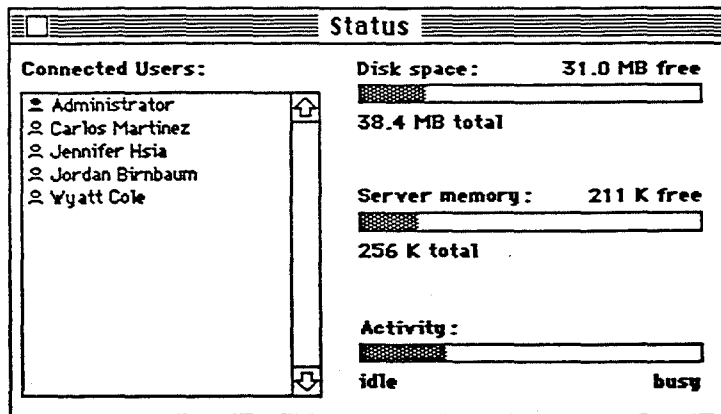 Status
Connected Users:
Administrator
Carlos Martinez
Jennifer Hsia
Jordan Birnbaum
Wyatt Cole
Disk space: 31.0 MB free
38.4 MB total
Server memory: 211 K free
256 K total
Activity:
idle busy